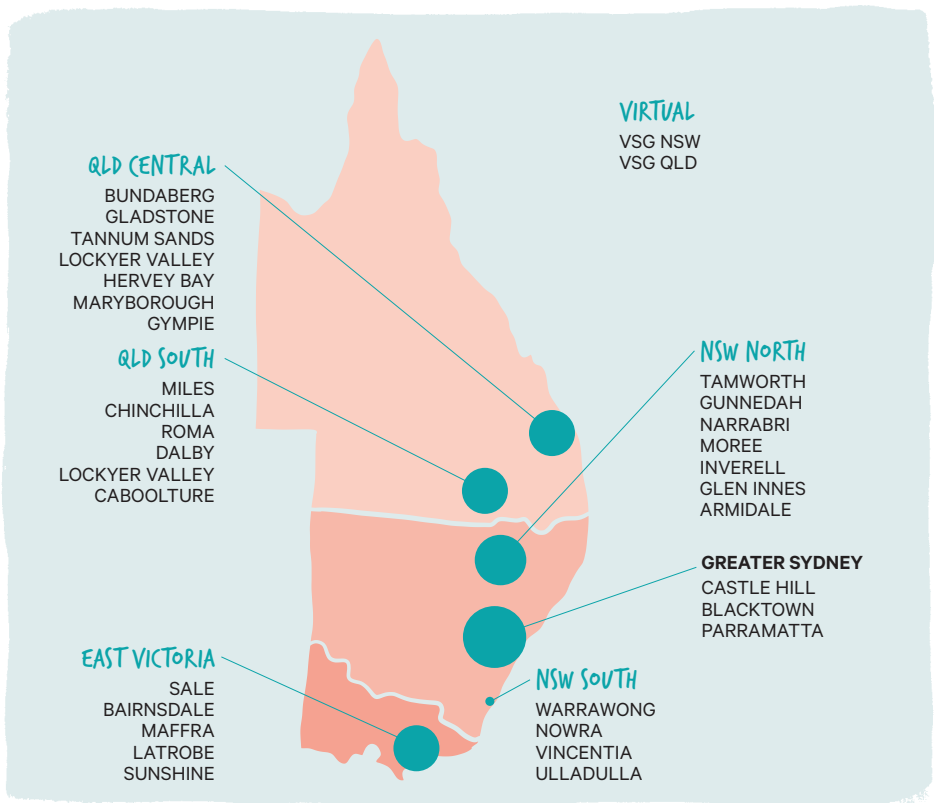 VIRTUAL
VSG NSW
VSG QLD
QLD CENTRAL
BUNDABERG
GLADSTONE
TANNUM SANDS
LOCKYER VALLEY
HERVEY BAY
MARYBOROUGH
GYMPIE
QLD SOUTH
MILES
CHINCHILLA
ROMA
DALBY
LOCKYER VALLEY
CABOOLTURE
NSW NORTH
TAMWORTH
GUNNEDAH
NARRABRI
MOREE
INVERELL
GLEN INNES
ARMIDALE
GREATER SYDNEY
CASTLE HILL
BLACKTOWN
PARRAMATTA
EAST VICTORIA
SALE
BAIRNSDALE
MAFFRA
LATROBE
SUNSHINE
NSW SOUTH
WARRAWONG
NOWRA
VINCENTIA
ULLADULLA